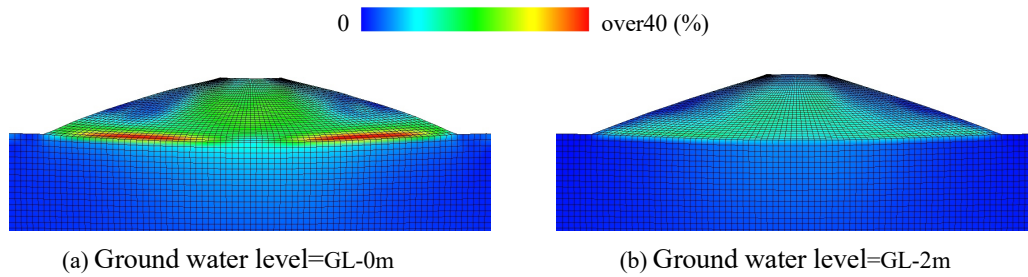 0 over40 (%)
(a) Ground water level=GL-0m
(b) Ground water level=GL-2m